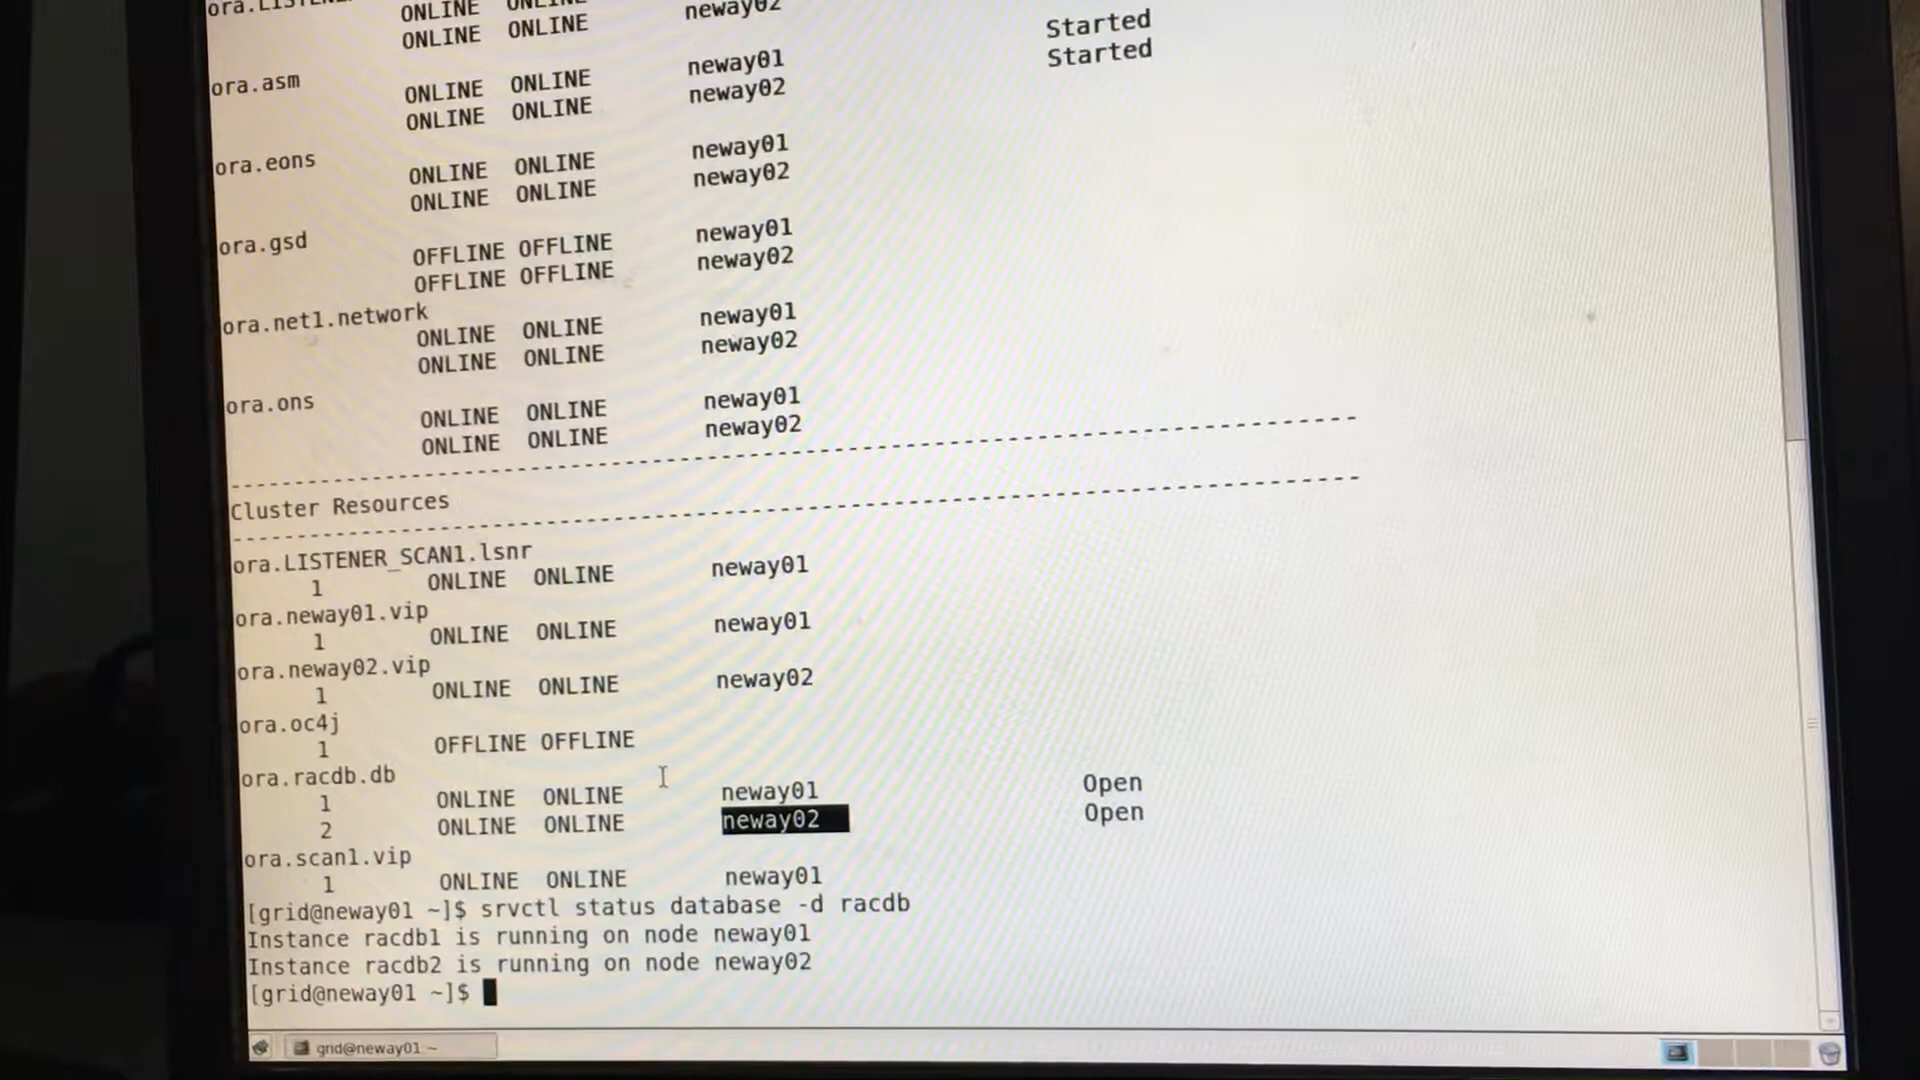 ora.LISTENER
ONLINE ONLINE neway02
ONLINE ONLINE
ora.asm
ONLINE ONLINE neway01 Started
ONLINE ONLINE neway02 Started
ora.eons
ONLINE ONLINE neway01
ONLINE ONLINE neway02
ora.gsd
OFFLINE OFFLINE neway01
OFFLINE OFFLINE neway02
ora.net1.network
ONLINE ONLINE neway01
ONLINE ONLINE neway02
ora.ons
ONLINE ONLINE neway01
ONLINE ONLINE neway02
--------------------------------------------------------------------------------
Cluster Resources
--------------------------------------------------------------------------------
ora.LISTENER_SCAN1.lsnr
1 ONLINE ONLINE neway01
ora.neway01.vip
1 ONLINE ONLINE neway01
ora.neway02.vip
1 ONLINE ONLINE neway02
ora.oc4j
1 OFFLINE OFFLINE
ora.racdb.db
1 ONLINE ONLINE neway01 Open
2 ONLINE ONLINE neway02 Open
ora.scan1.vip
1 ONLINE ONLINE neway01
[grid@neway01 ~]$ srvctl status database -d racdb
Instance racdb1 is running on node neway01
Instance racdb2 is running on node neway02
[grid@neway01 ~]$
grid@neway01 ~